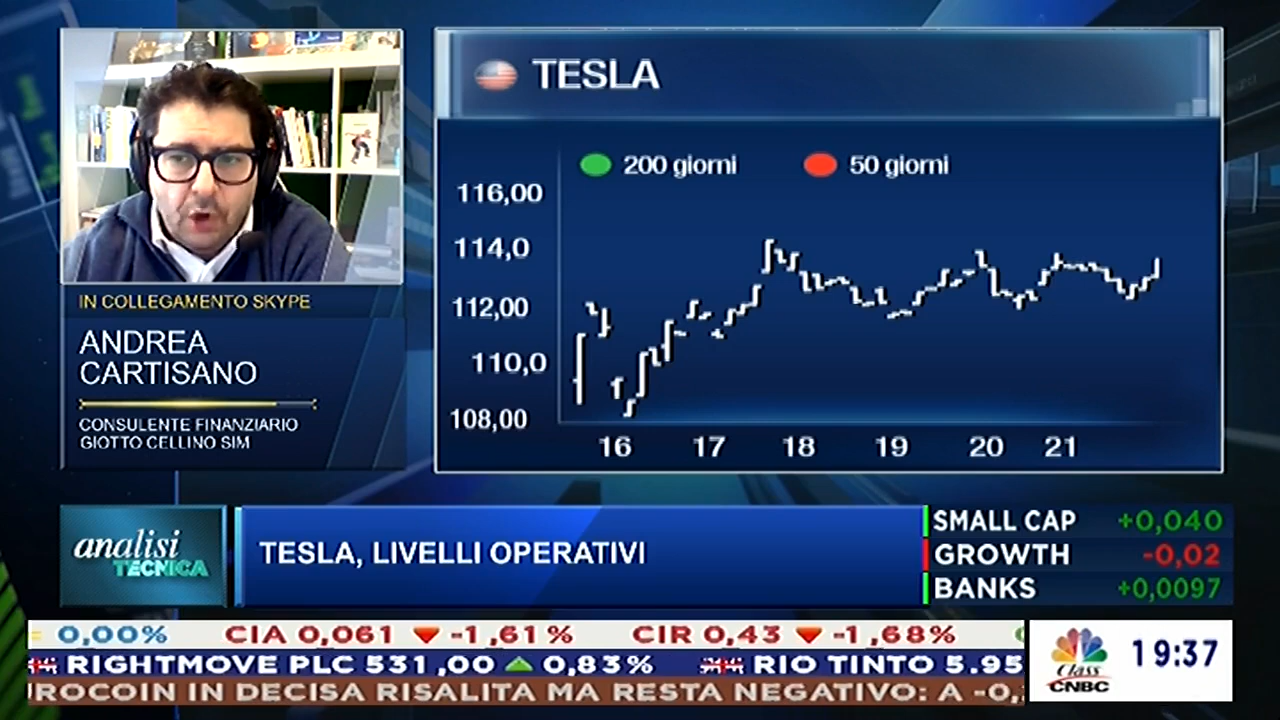 TESLA
200 giorni
50 giorni
116,00
114,0
112,00
110,0
108,00
16
17
18
19
20
21
IN COLLEGAMENTO SKYPE
ANDREA
CARTISANO
CONSULENTE FINANZIARIO
GIOTTO CELLINO SIM
analisi
TECNICA
TESLA, LIVELLI OPERATIVI
SMALL CAP +0,040
GROWTH -0,02
BANKS +0,0097
0,00% CIA 0,061 -1,61% CIR 0,43 -1,68%
RIGHTMOVE PLC 531,00 0,83% RIO TINTO 5.95
UROCOIN IN DECISA RISALITA MA RESTA NEGATIVO: A -0,
Class
CNBC
19:37